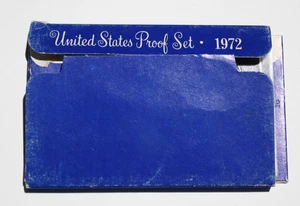 United States Proof Set · 1972